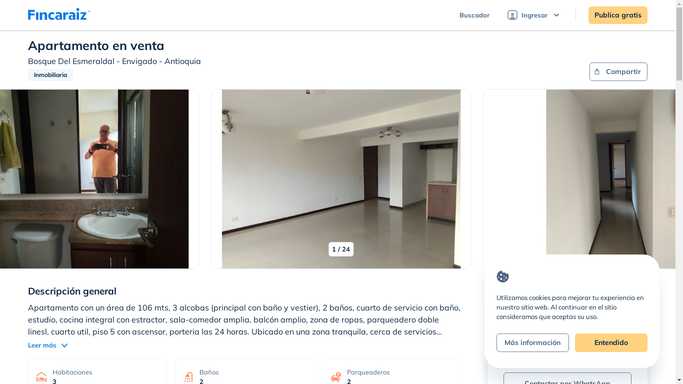 Fincaraiz
Buscador
Ingresar
Publica gratis
Apartamento en venta
Bosque Del Esmeraldal - Envigado - Antioquia
Inmobiliaria
Compartir
1 / 24
Descripción general
Apartamento con un área de 106 mts, 3 alcobas (principal con baño y vestier), 2 baños, cuarto de servicio con baño,
estudio, cocina integral con estractor, sala-comedor amplia, balcón amplio, zona de ropas, parqueadero doble
linesl, cuarto util, piso 5 con ascensor, porteria las 24 horas. Ubicado en una zona tranquila, cerca de servicios...
Leer más
Habitaciones
3
Baños
2
Parqueaderos
2
Utilizamos cookies para mejorar tu experiencia en
nuestro sitio web. Al continuar en el sitio
consideramos que aceptas su uso.
Más información
Entendido
Contactar por WhatsApp